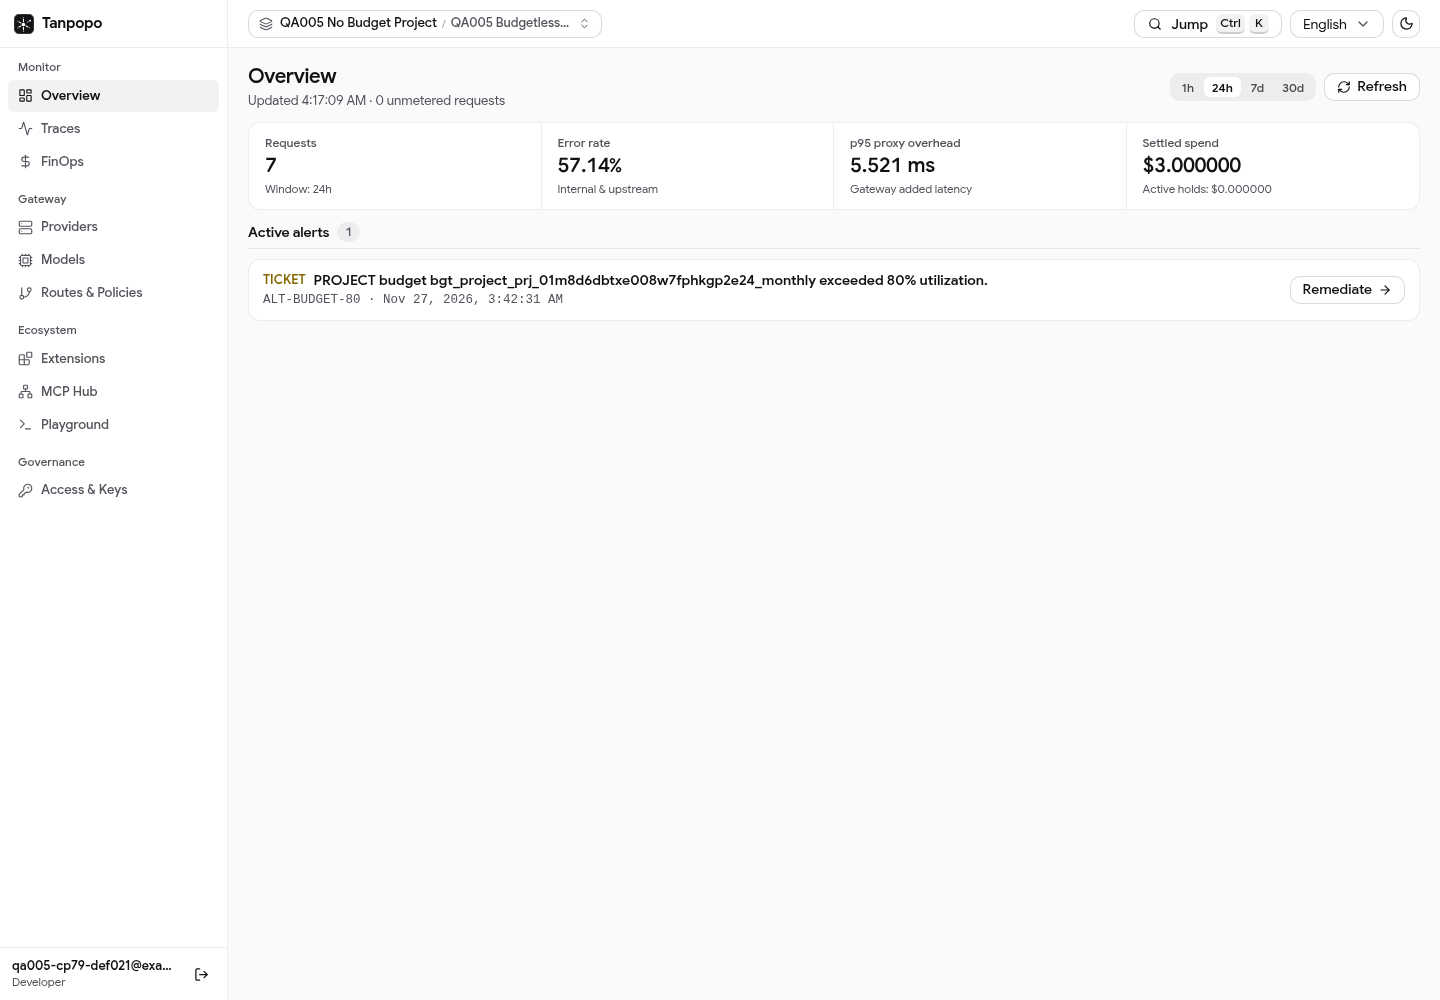 Tanpopo
QA005 No Budget Project / QA005 Budgetless...
Jump Ctrl K
English
Monitor
Overview
Traces
FinOps
Gateway
Providers
Models
Routes & Policies
Ecosystem
Extensions
MCP Hub
Playground
Governance
Access & Keys
qa005-cp79-def021@exa...
Developer
Overview
Updated 4:17:09 AM · 0 unmetered requests
1h 24h 7d 30d
Refresh
Requests
7
Window: 24h
Error rate
57.14%
Internal & upstream
p95 proxy overhead
5.521 ms
Gateway added latency
Settled spend
$3.000000
Active holds: $0.000000
Active alerts 1
TICKET PROJECT budget bgt_project_prj_01m8d6dbtxe008w7fphkgp2e24_monthly exceeded 80% utilization.
ALT-BUDGET-80 · Nov 27, 2026, 3:42:31 AM
Remediate